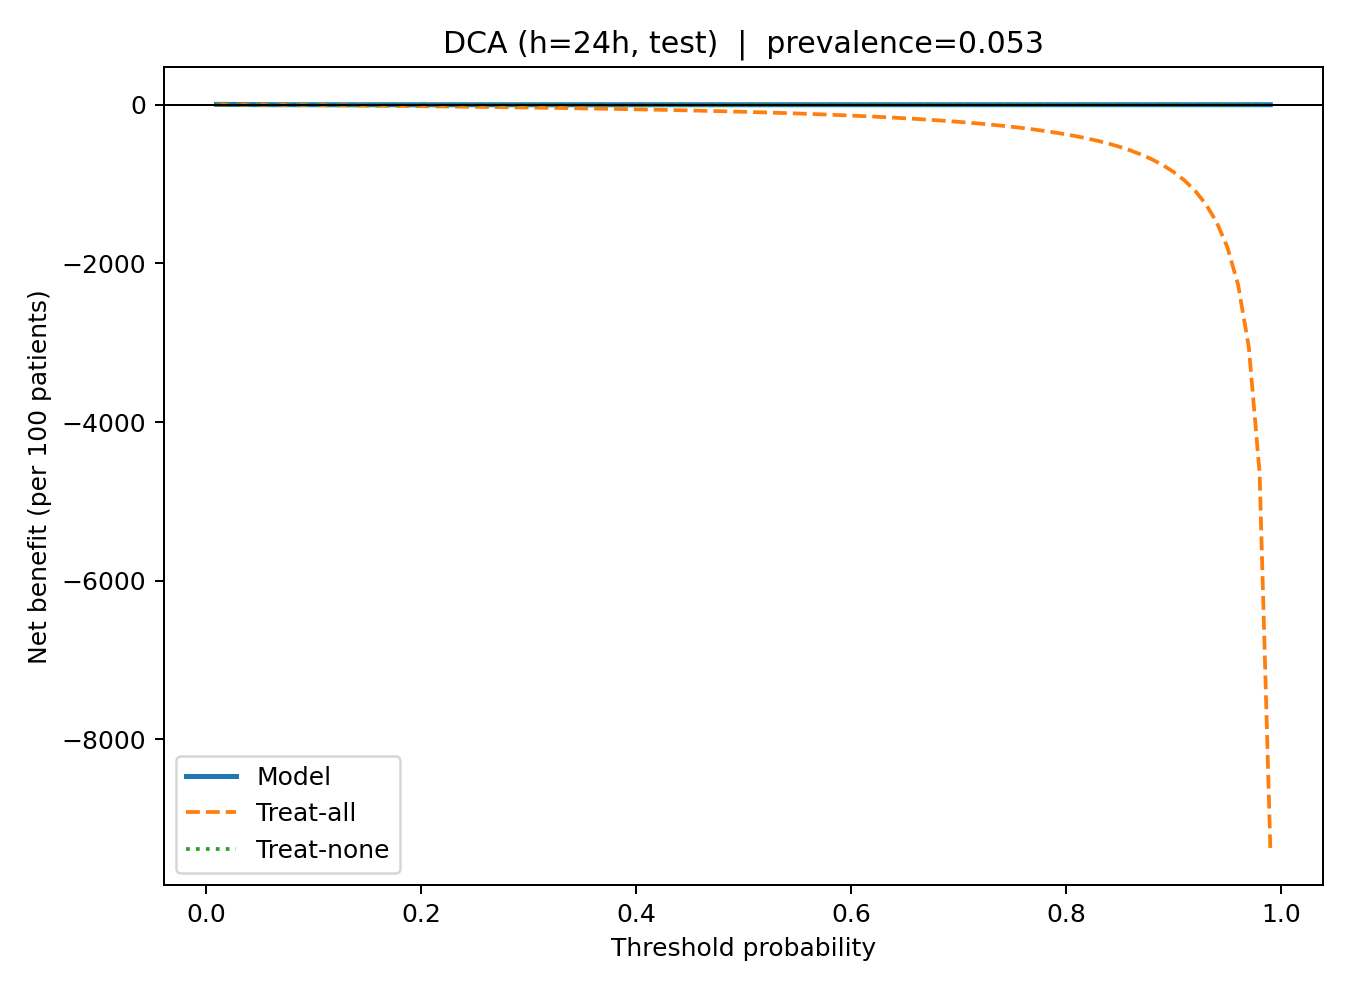 DCA (h=24h, test)  |  prevalence=0.053
Net benefit (per 100 patients)
0
−2000
−4000
−6000
−8000
Model
Treat-all
Treat-none
0.0 0.2 0.4 0.6 0.8 1.0
Threshold probability